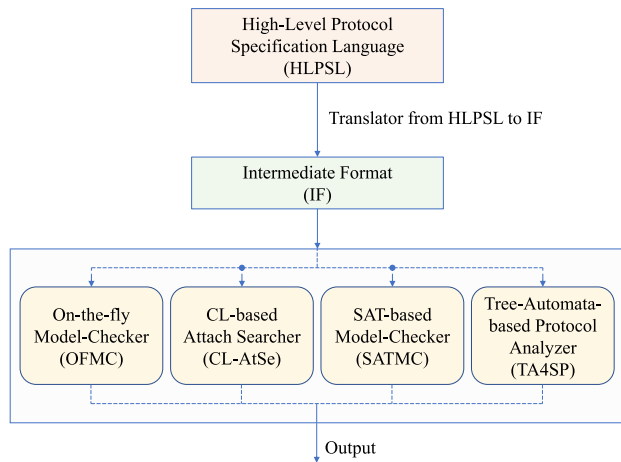 High-Level Protocol
Specification Language
(HLPSL)
Translator from HLPSL to IF
Intermediate Format
(IF)
On-the-fly
Model-Checker
(OFMC)
CL-based
Attach Searcher
(CL-AtSe)
SAT-based
Model-Checker
(SATMC)
Tree-Automata-
based Protocol
Analyzer
(TA4SP)
Output